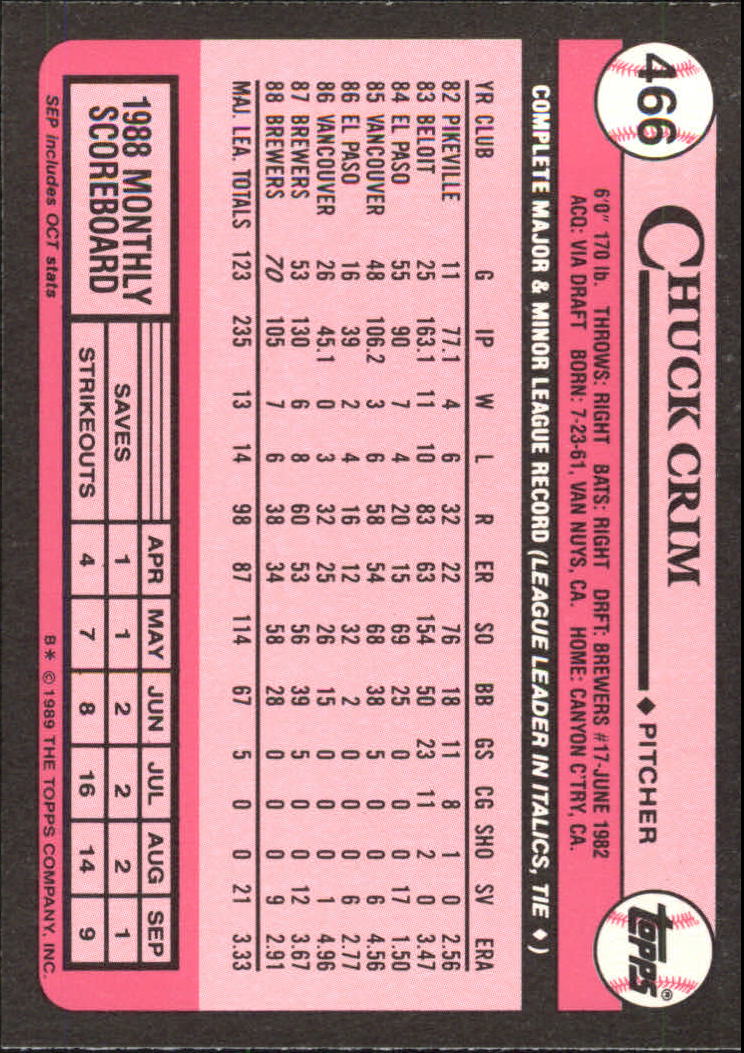 466
CHUCK CRIM ♦ PITCHER
topps®
6'0" 170 lb. THROWS: RIGHT BATS: RIGHT DRFT: BREWERS #17-JUNE 1982
ACQ: VIA DRAFT BORN: 7-23-61, VAN NUYS, CA. HOME: CANYON C'TRY, CA.
COMPLETE MAJOR & MINOR LEAGUE RECORD (LEAGUE LEADER IN ITALICS, TIE ♦)
YR CLUB G IP W L R ER SO BB GS CG SHO SV ERA
82 PIKEVILLE 11 77.1 4 6 32 22 76 18 11 8 1 0 2.56
83 BELOIT 25 163.1 11 10 83 63 154 50 23 11 2 0 3.47
84 EL PASO 55 90 7 4 20 15 69 25 0 0 0 17 1.50
85 VANCOUVER 48 106.2 3 6 58 54 68 38 5 0 0 6 4.56
86 EL PASO 16 39 2 4 16 12 32 2 0 0 0 6 2.77
86 VANCOUVER 26 45.1 0 3 32 25 26 15 0 0 0 1 4.96
87 BREWERS 53 130 6 8 60 53 56 39 5 0 0 12 3.67
88 BREWERS 70 105 7 6 38 34 58 28 0 0 0 9 2.91
MAJ. LEA. TOTALS 123 235 13 14 98 87 114 67 5 0 0 21 3.33
1988 MONTHLY
SCOREBOARD
APR MAY JUN JUL AUG SEP
SAVES 1 1 2 2 2 1
STRIKEOUTS 4 7 8 16 14 9
SEP includes OCT stats
B* © 1989 THE TOPPS COMPANY, INC.